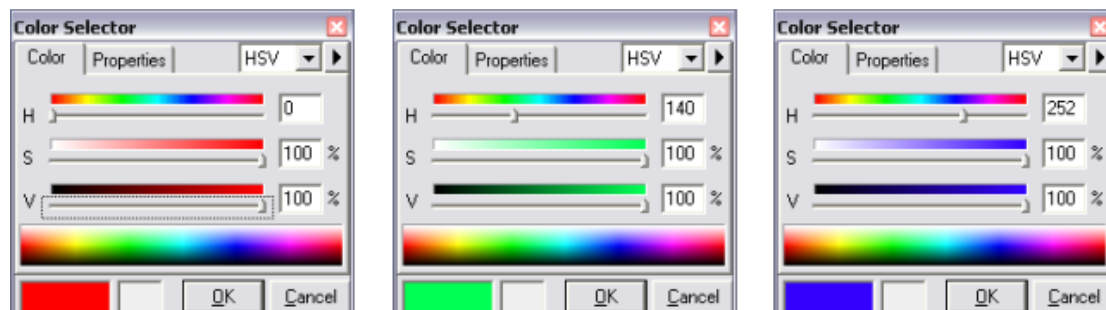 Color Selector
Color Properties HSV
H 0
S 100 %
V 100 %
OK Cancel
Color Selector
Color Properties HSV
H 140
S 100 %
V 100 %
OK Cancel
Color Selector
Color Properties HSV
H 252
S 100 %
V 100 %
OK Cancel